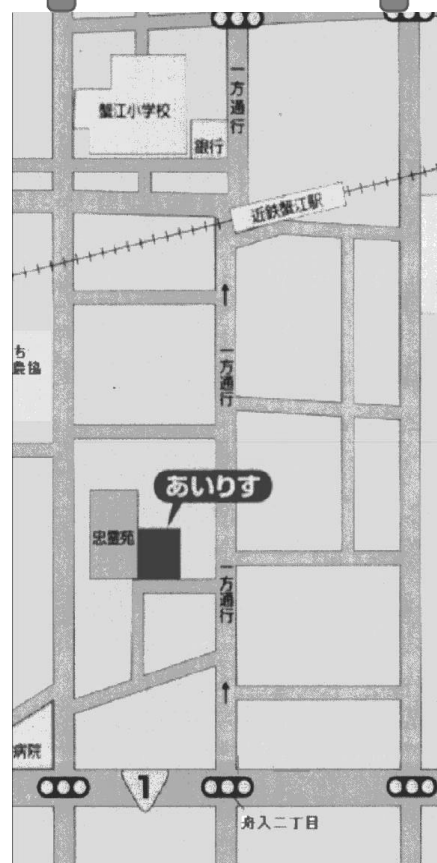 一方通行
蟹江小学校
銀行
近鉄蟹江駅
ち
農協
一方通行
あいりす
忠霊苑
一方通行
病院
1
舟入二丁目